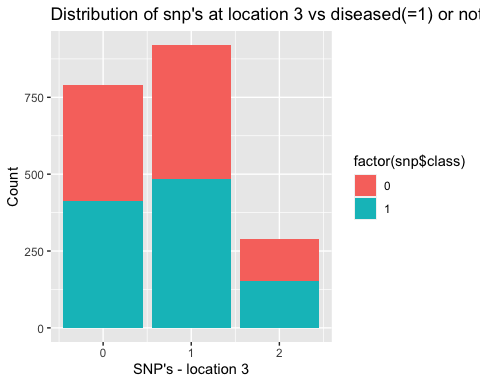 Distribution of snp's at location 3 vs diseased(=1) or not
Count
750
500
250
0
0 1 2
SNP's - location 3
factor(snp$class)
0
1